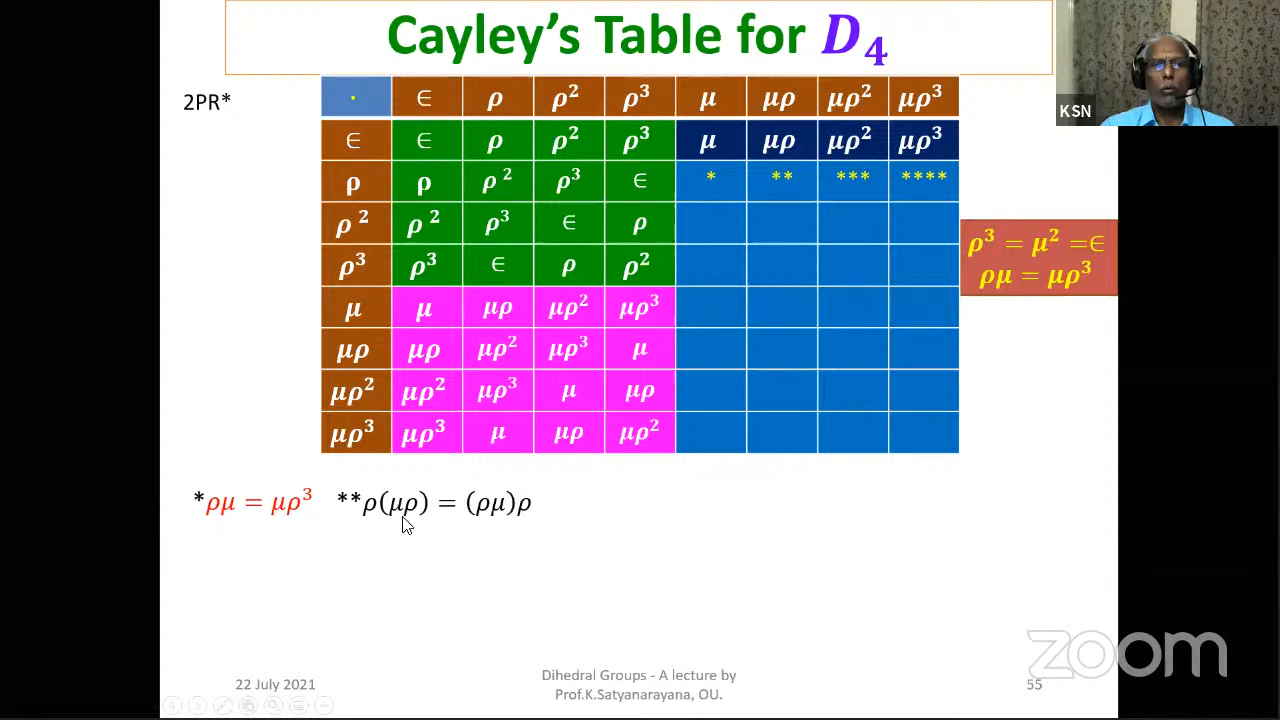 Cayley’s Table for 𝑫₄
KSN
2PR*
· ∈ 𝝆 𝝆² 𝝆³ 𝝁 𝝁𝝆 𝝁𝝆² 𝝁𝝆³
∈ ∈ 𝝆 𝝆² 𝝆³ 𝝁 𝝁𝝆 𝝁𝝆² 𝝁𝝆³
ρ ρ 𝝆² 𝝆³ ∈ * ** *** ****
𝝆² 𝝆² 𝝆³ ∈ 𝝆
𝝆³ 𝝆³ ∈ 𝝆 𝝆²
𝝁 𝝁 𝝁𝝆 𝝁𝝆² 𝝁𝝆³
𝝁𝝆 𝝁𝝆 𝝁𝝆² 𝝁𝝆³ 𝝁
𝝁𝝆² 𝝁𝝆² 𝝁𝝆³ 𝝁 𝝁𝝆
𝝁𝝆³ 𝝁𝝆³ 𝝁 𝝁𝝆 𝝁𝝆²
𝝆³ = 𝝁² =∈
𝝆𝝁 = 𝝁𝝆³
*𝜌𝜇 = 𝜇𝜌³ **𝜌(𝜇𝜌) = (𝜌𝜇)𝜌
zoom
22 July 2021
Dihedral Groups - A lecture by
Prof.K.Satyanarayana, OU.
55